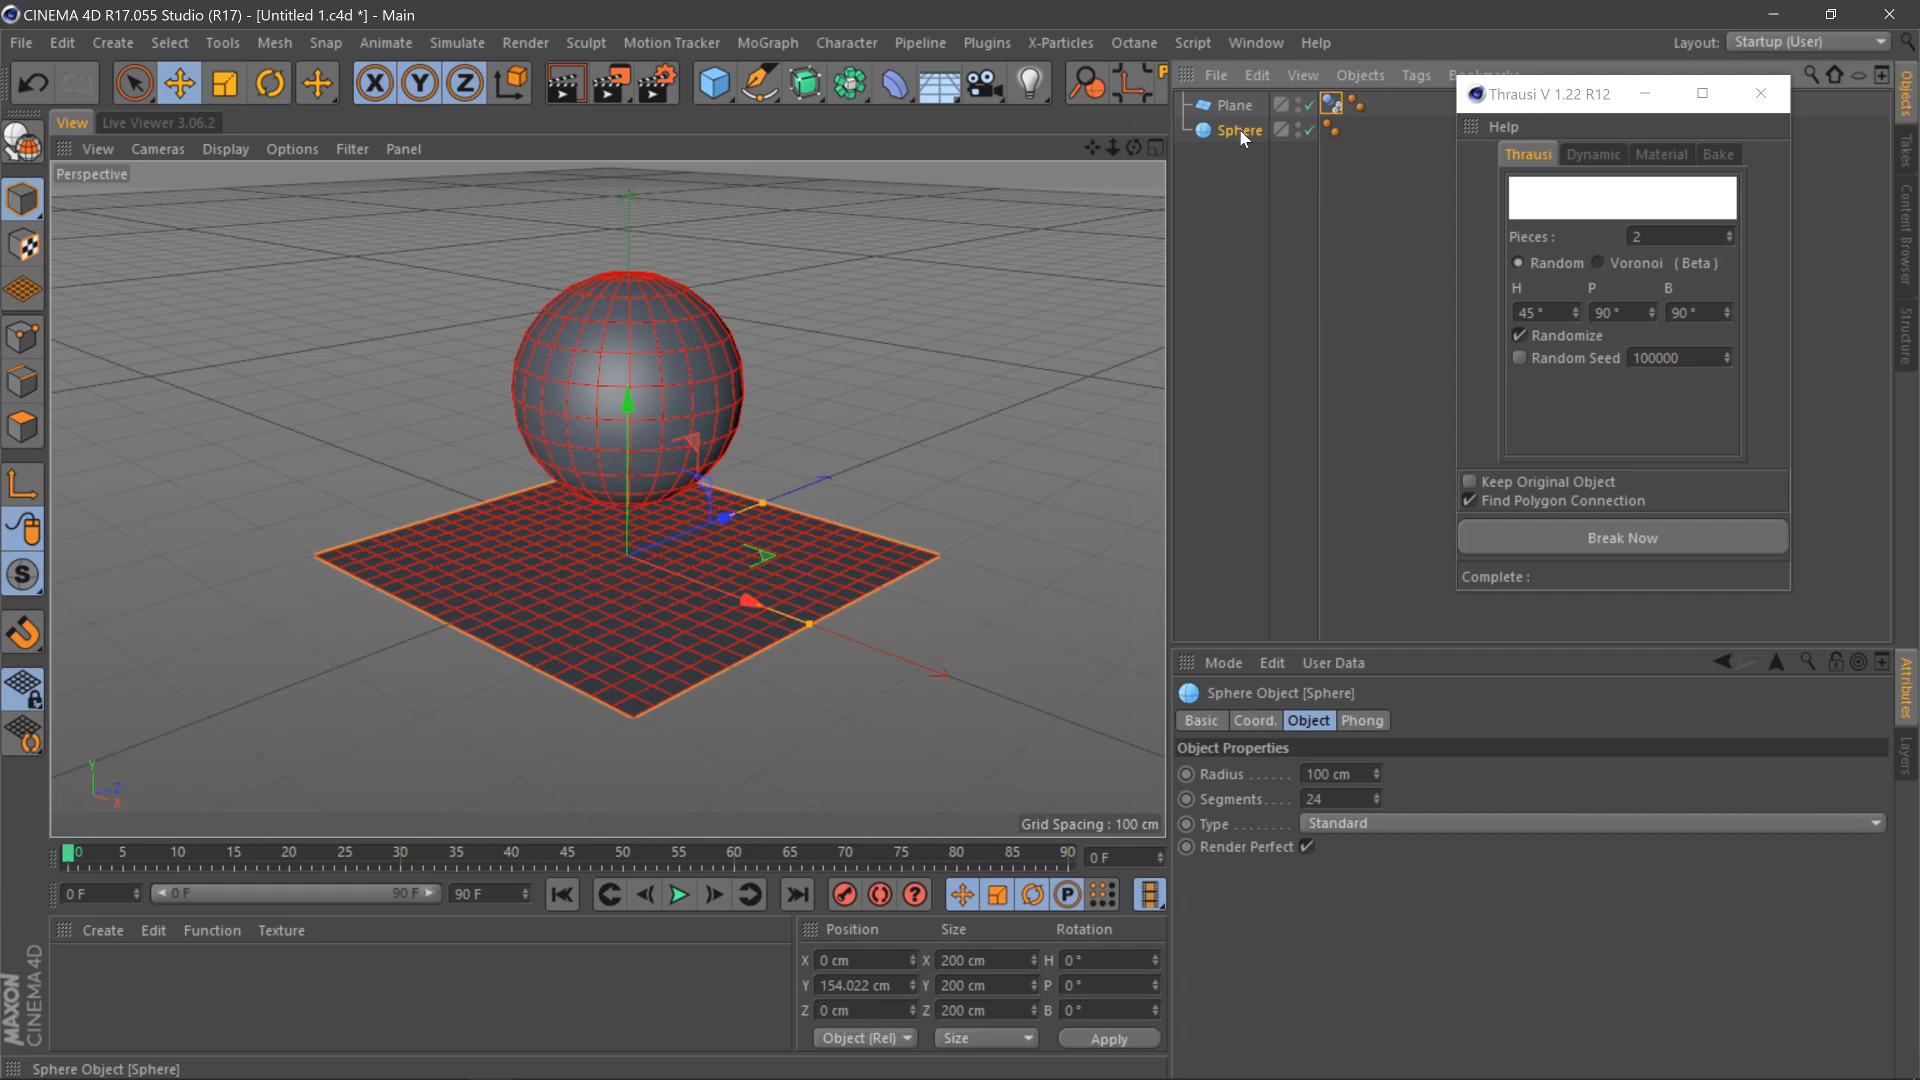 CINEMA 4D R17.055 Studio (R17) - [Untitled 1.c4d *] - Main
File Edit Create Select Tools Mesh Snap Animate Simulate Render Sculpt Motion Tracker MoGraph Character Pipeline Plugins X-Particles Octane Script Window Help
Layout: Startup (User)
X Y Z
File Edit View Objects Tags
Plane
Sphere
Thrausi V 1.22 R12
Help
Thrausi Dynamic Material Bake
Pieces : 2
Random Voronoi ( Beta )
H P B
45 ° 90 ° 90 °
Randomize
Random Seed 100000
Keep Original Object
Find Polygon Connection
Break Now
Complete :
Objects
Takes
Content Browser
Structure
View Live Viewer 3.06.2
View Cameras Display Options Filter Panel
Perspective
Y
Z
X
Grid Spacing : 100 cm
Mode Edit User Data
Sphere Object [Sphere]
Basic Coord. Object Phong
Object Properties
Radius . . . . . . 100 cm
Segments. . . . 24
Type . . . . . . . . Standard
Render Perfect
Attributes
Layers
0 5 10 15 20 25 30 35 40 45 50 55 60 65 70 75 80 85 90 0 F
0 F 0 F 90 F 90 F
Create Edit Function Texture
Position Size Rotation
X 0 cm X 200 cm H 0 °
Y 154.022 cm Y 200 cm P 0 °
Z 0 cm Z 200 cm B 0 °
Object (Rel) Size Apply
MAXON
CINEMA 4D
Sphere Object [Sphere]